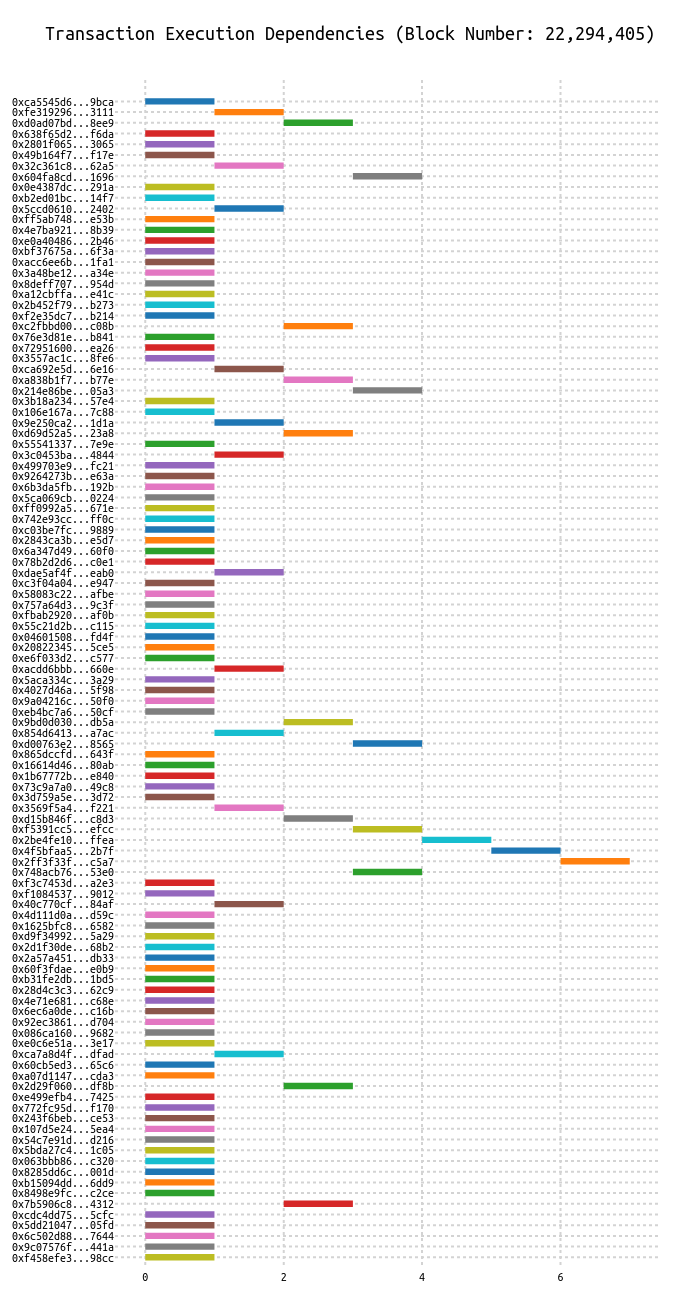 Transaction Execution Dependencies (Block Number: 22,294,405)
0xca5545d6...9bca
0xfe319296...3111
0xd0ad07bd...8ee9
0x638f65d2...f6da
0x2801f065...3065
0x49b164f7...f17e
0x32c361c8...62a5
0x604fa8cd...1696
0x0e4387dc...291a
0xb2ed01bc...14f7
0x5ccd0610...2402
0xff5ab748...e53b
0x4e7ba921...8b39
0xe0a40486...2b46
0xbf37675a...6f3a
0xacc6ee6b...1fa1
0x3a48be12...a34e
0x8deff707...954d
0xa12cbffa...e41c
0x2b452f79...b273
0xf2e35dc7...b214
0xc2fbbd00...c08b
0x76e3d81e...b841
0x72951600...ea26
0x3557ac1c...8fe6
0xca692e5d...6e16
0xa838b1f7...b77e
0x214e86be...05a3
0x3b18a234...57e4
0x106e167a...7c88
0x9e250ca2...1d1a
0xd69d52a5...23a8
0x55541337...7e9e
0x3c0453ba...4844
0x499703e9...fc21
0x9264273b...e63a
0x6b3da5fb...192b
0x5ca069cb...0224
0xff0992a5...671e
0x742e93cc...ff0c
0xc03be7fc...9889
0x2843ca3b...e5d7
0x6a347d49...60f0
0x78b2d2d6...c0e1
0xdae5af4f...eab0
0xc3f04a04...e947
0x58083c22...afbe
0x757a64d3...9c3f
0xfbab2920...af0b
0x55c21d2b...c115
0x04601508...fd4f
0x20822345...5ce5
0xe6f033d2...c577
0xacdd6bbb...660e
0x5aca334c...3a29
0x4027d46a...5f98
0x9a04216c...50f0
0xeb4bc7a6...50cf
0x9bd0d030...db5a
0x854d6413...a7ac
0xd00763e2...8565
0x865dccfd...643f
0x16614d46...80ab
0x1b67772b...e840
0x73c9a7a0...49c8
0x3d759a5e...3d72
0x3569f5a4...f221
0xd15b846f...c8d3
0xf5391cc5...efcc
0x2be4fe10...ffea
0x4f5bfaa5...2b7f
0x2ff3f33f...c5a7
0x748acb76...53e0
0xf3c7453d...a2e3
0xf1084537...9012
0x40c770cf...84af
0x4d111d0a...d59c
0x1625bfc8...6582
0xd9f34992...5a29
0x2d1f30de...68b2
0x2a57a451...db33
0x60f3fdae...e0b9
0xb31fe2db...1bd5
0x28d4c3c3...62c9
0x4e71e681...c68e
0x6ec6a0de...c16b
0x92ec3861...d704
0x086ca160...9682
0xe0c6e51a...3e17
0xca7a8d4f...dfad
0x60cb5ed3...65c6
0xa07d1147...cda3
0x2d29f060...df8b
0xe499efb4...7425
0x772fc95d...f170
0x243f6beb...ce53
0x107d5e24...5ea4
0x54c7e91d...d216
0x5bda27c4...1c05
0x063bbb86...c320
0x8285dd6c...001d
0xb15094dd...6dd9
0x8498e9fc...c2ce
0x7b5906c8...4312
0xcdc4dd75...5cfc
0x5dd21047...05fd
0x6c502d88...7644
0x9c07576f...441a
0xf458efe3...98cc
0 2 4 6